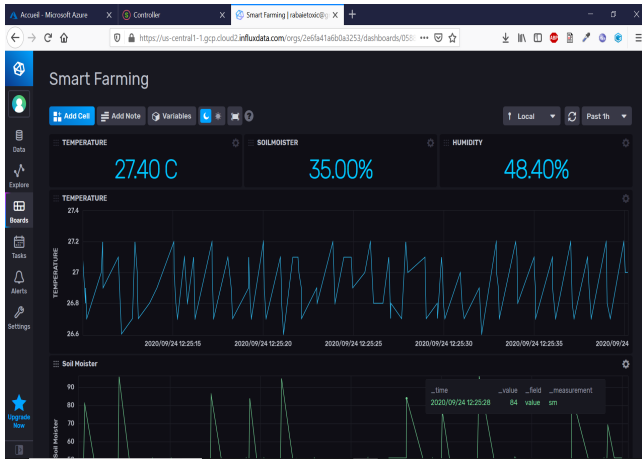 Accueil - Microsoft Azure X
Controller X
Smart Farming | rabaietoxic@g X +
https://us-central1-1.gcp.cloud2.influxdata.com/orgs/2e6fa41a6b0a3253/dashboards/058
Smart Farming
Add Cell
Add Note
Variables
Local
Past 1h
Data
Explore
Boards
Tasks
Alerts
Settings
Upgrade
Now
TEMPERATURE
27.40 C
SOILMOISTER
35.00%
HUMIDITY
48.40%
TEMPERATURE
TEMPERATURE
27.4
27.2
27
26.8
26.6
2020/09/24 12:25:15
2020/09/24 12:25:20
2020/09/24 12:25:25
2020/09/24 12:25:30
2020/09/24 12:25:35
2020/09/24
Soil Moister
Soil Moister
90
80
70
60
_time _value _field _measurement
2020/09/24 12:25:28 84 value sm